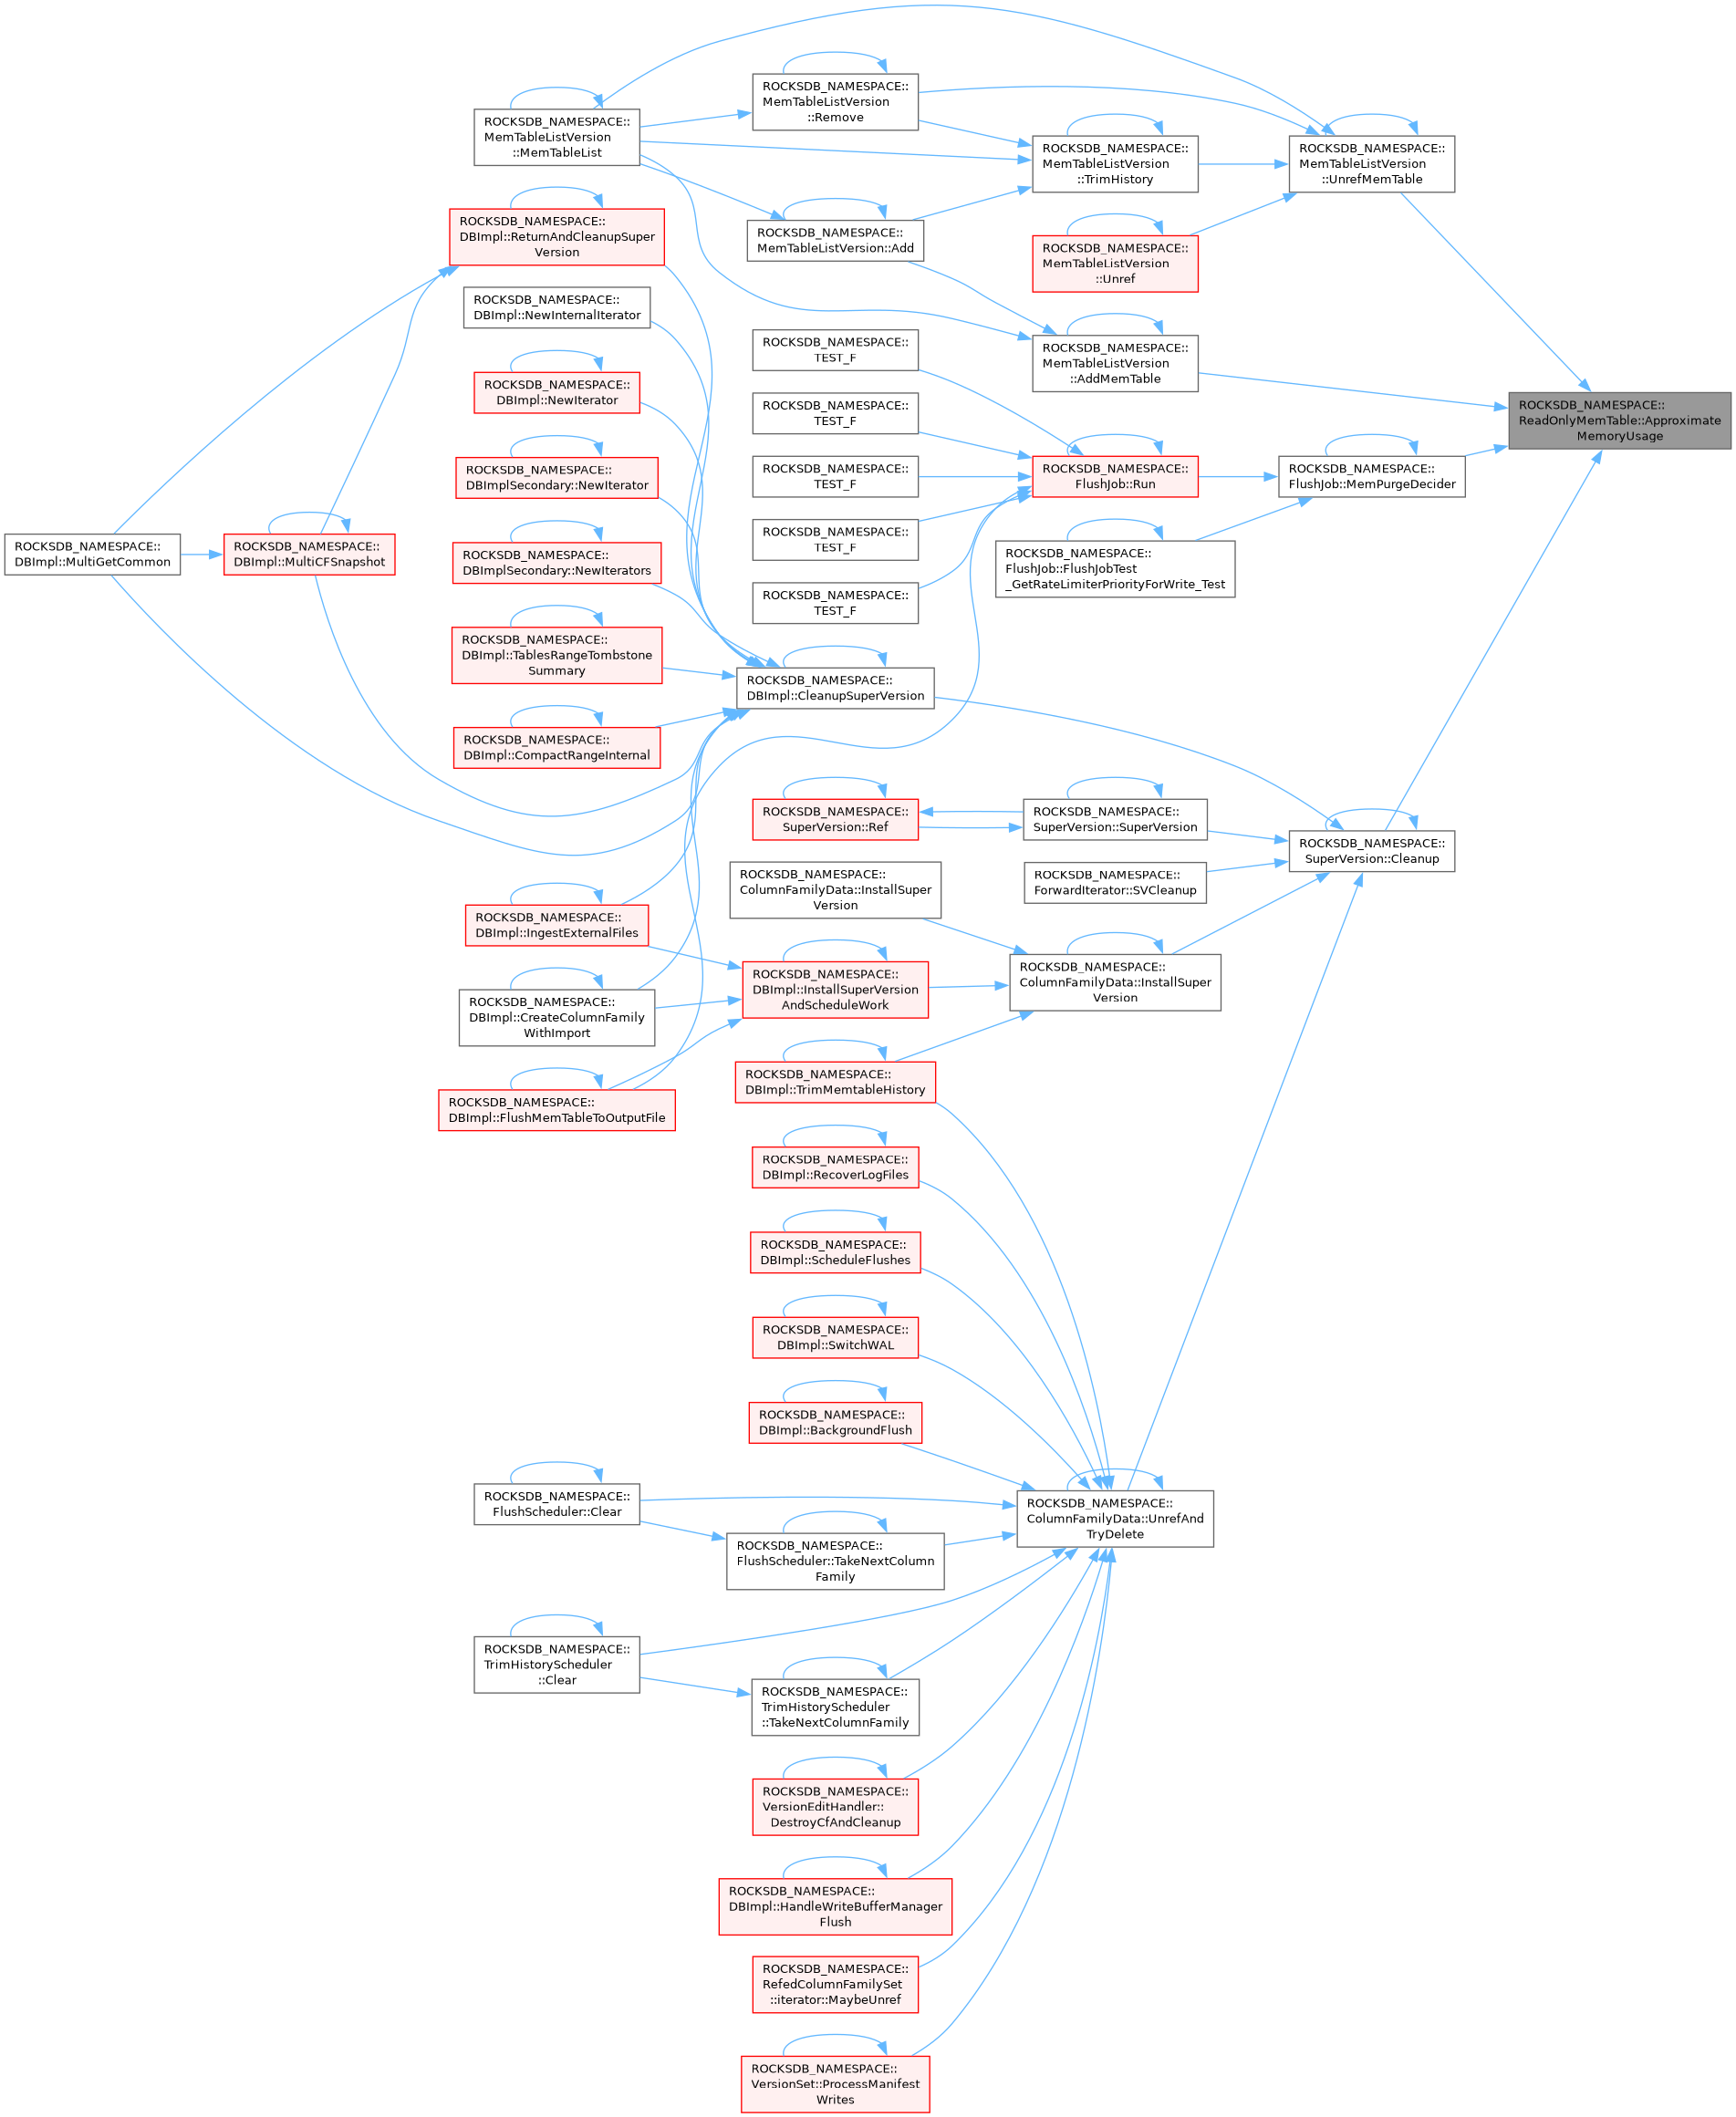 ROCKSDB_NAMESPACE::
ReadOnlyMemTable::Approximate
MemoryUsage
ROCKSDB_NAMESPACE::
MemTableListVersion
::AddMemTable
ROCKSDB_NAMESPACE::
MemTableListVersion::Add
ROCKSDB_NAMESPACE::
MemTableListVersion
::MemTableList
ROCKSDB_NAMESPACE::
SuperVersion::Cleanup
ROCKSDB_NAMESPACE::
DBImpl::CleanupSuperVersion
ROCKSDB_NAMESPACE::
DBImpl::CompactRangeInternal
ROCKSDB_NAMESPACE::
DBImpl::CreateColumnFamily
WithImport
ROCKSDB_NAMESPACE::
DBImpl::FlushMemTableToOutputFile
ROCKSDB_NAMESPACE::
DBImpl::IngestExternalFiles
ROCKSDB_NAMESPACE::
DBImpl::MultiCFSnapshot
ROCKSDB_NAMESPACE::
DBImpl::MultiGetCommon
ROCKSDB_NAMESPACE::
DBImpl::NewInternalIterator
ROCKSDB_NAMESPACE::
DBImpl::NewIterator
ROCKSDB_NAMESPACE::
DBImplSecondary::NewIterator
ROCKSDB_NAMESPACE::
DBImplSecondary::NewIterators
ROCKSDB_NAMESPACE::
DBImpl::ReturnAndCleanupSuper
Version
ROCKSDB_NAMESPACE::
DBImpl::TablesRangeTombstone
Summary
ROCKSDB_NAMESPACE::
ColumnFamilyData::InstallSuper
Version
ROCKSDB_NAMESPACE::
ColumnFamilyData::InstallSuper
Version
ROCKSDB_NAMESPACE::
DBImpl::InstallSuperVersion
AndScheduleWork
ROCKSDB_NAMESPACE::
DBImpl::TrimMemtableHistory
ROCKSDB_NAMESPACE::
SuperVersion::SuperVersion
ROCKSDB_NAMESPACE::
SuperVersion::Ref
ROCKSDB_NAMESPACE::
ForwardIterator::SVCleanup
ROCKSDB_NAMESPACE::
ColumnFamilyData::UnrefAnd
TryDelete
ROCKSDB_NAMESPACE::
DBImpl::RecoverLogFiles
ROCKSDB_NAMESPACE::
DBImpl::ScheduleFlushes
ROCKSDB_NAMESPACE::
DBImpl::SwitchWAL
ROCKSDB_NAMESPACE::
DBImpl::BackgroundFlush
ROCKSDB_NAMESPACE::
FlushScheduler::Clear
ROCKSDB_NAMESPACE::
FlushScheduler::TakeNextColumn
Family
ROCKSDB_NAMESPACE::
TrimHistoryScheduler
::Clear
ROCKSDB_NAMESPACE::
TrimHistoryScheduler
::TakeNextColumnFamily
ROCKSDB_NAMESPACE::
VersionEditHandler::
DestroyCfAndCleanup
ROCKSDB_NAMESPACE::
DBImpl::HandleWriteBufferManager
Flush
ROCKSDB_NAMESPACE::
RefedColumnFamilySet
::iterator::MaybeUnref
ROCKSDB_NAMESPACE::
VersionSet::ProcessManifest
Writes
ROCKSDB_NAMESPACE::
FlushJob::MemPurgeDecider
ROCKSDB_NAMESPACE::
FlushJob::FlushJobTest
_GetRateLimiterPriorityForWrite_Test
ROCKSDB_NAMESPACE::
FlushJob::Run
ROCKSDB_NAMESPACE::
TEST_F
ROCKSDB_NAMESPACE::
TEST_F
ROCKSDB_NAMESPACE::
TEST_F
ROCKSDB_NAMESPACE::
TEST_F
ROCKSDB_NAMESPACE::
TEST_F
ROCKSDB_NAMESPACE::
MemTableListVersion
::UnrefMemTable
ROCKSDB_NAMESPACE::
MemTableListVersion
::Remove
ROCKSDB_NAMESPACE::
MemTableListVersion
::TrimHistory
ROCKSDB_NAMESPACE::
MemTableListVersion
::Unref